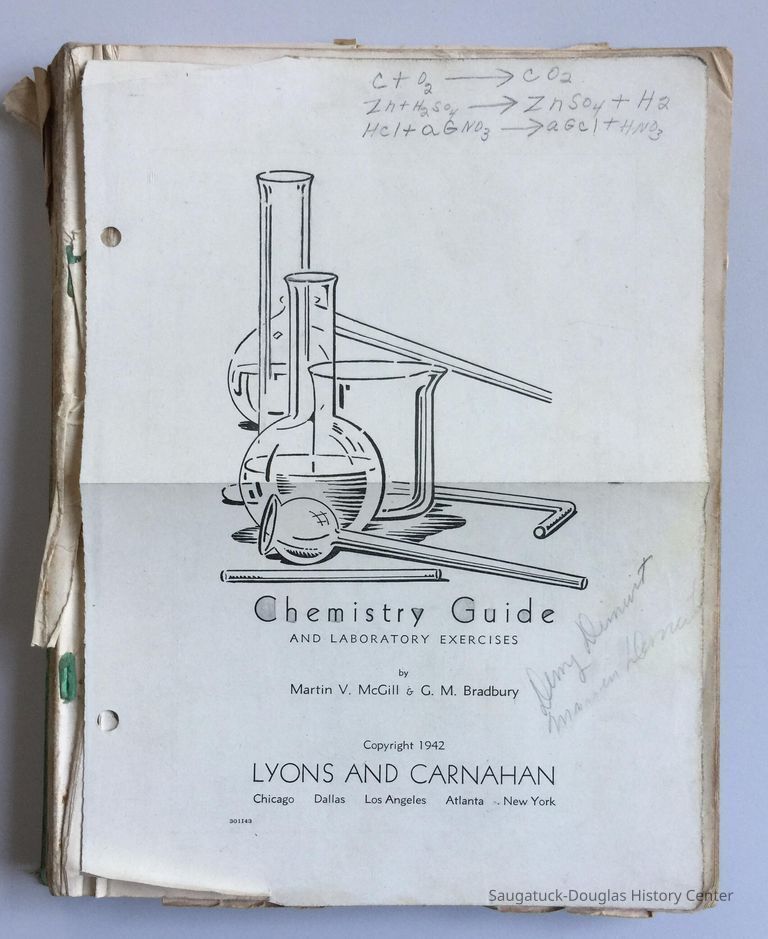 C + O2 → CO2
Zn + H2SO4 → ZnSO4 + H2
Hcl + aGNO3 → aGcl + HNO3
Chemistry Guide
AND LABORATORY EXERCISES
by
Martin V. McGill & G. M. Bradbury
Copyright 1942
LYONS AND CARNAHAN
Chicago Dallas Los Angeles Atlanta New York
301143
Saugatuck-Douglas History Center